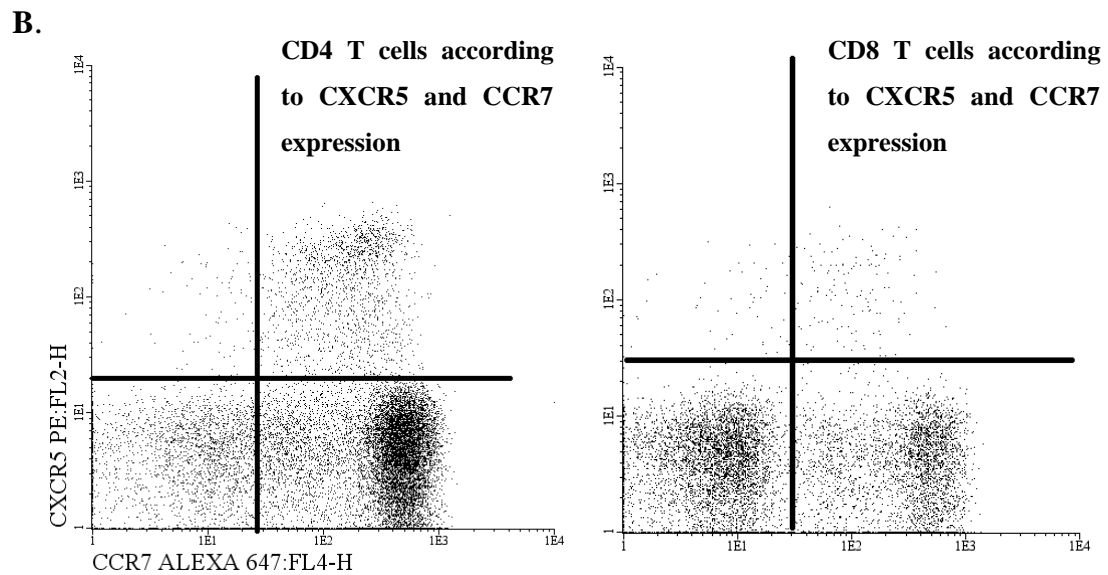 B.
CD4 T cells according
to CXCR5 and CCR7
expression
CD8 T cells according
to CXCR5 and CCR7
expression
1E4
1E3
1E2
1E1
1
CXCR5 PE:FL2-H
1
1E1
1E2
1E3
1E4
CCR7 ALEXA 647:FL4-H
1E4
1E3
1E2
1E1
1
1
1E1
1E2
1E3
1E4